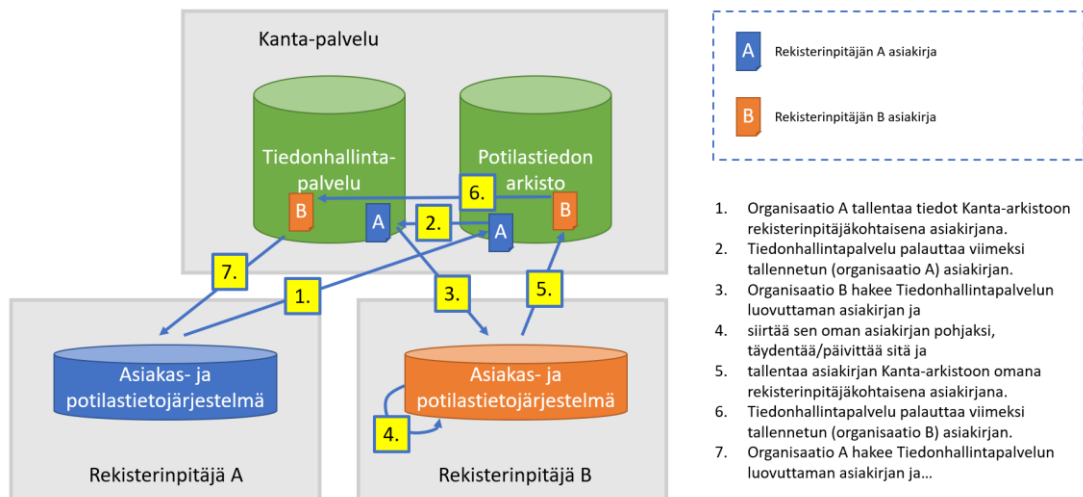 Kanta-palvelu
Tiedonhallinta-
palvelu
Potilastiedon
arkisto
B
A
6.
2.
A
B
7.
1.
3.
5.
Asiakas- ja
potilastietojärjestelmä
Rekisterinpitäjä A
Asiakas- ja
potilastietojärjestelmä
4.
Rekisterinpitäjä B
A
Rekisterinpitäjän A asiakirja
B
Rekisterinpitäjän B asiakirja
1. Organisaatio A tallentaa tiedot Kanta-arkistoon
rekisterinpitäjäkohtaisena asiakirjana.
2. Tiedonhallintapalvelu palauttaa viimeksi
tallennetun (organisaatio A) asiakirjan.
3. Organisaatio B hakee Tiedonhallintapalvelun
luovuttaman asiakirjan ja
4. siirtää sen oman asiakirjan pohjaksi,
täydentää/päivittää sitä ja
5. tallentaa asiakirjan Kanta-arkistoon omana
rekisterinpitäjäkohtaisena asiakirjana.
6. Tiedonhallintapalvelu palauttaa viimeksi
tallennetun (organisaatio B) asiakirjan.
7. Organisaatio A hakee Tiedonhallintapalvelun
luovuttaman asiakirjan ja…